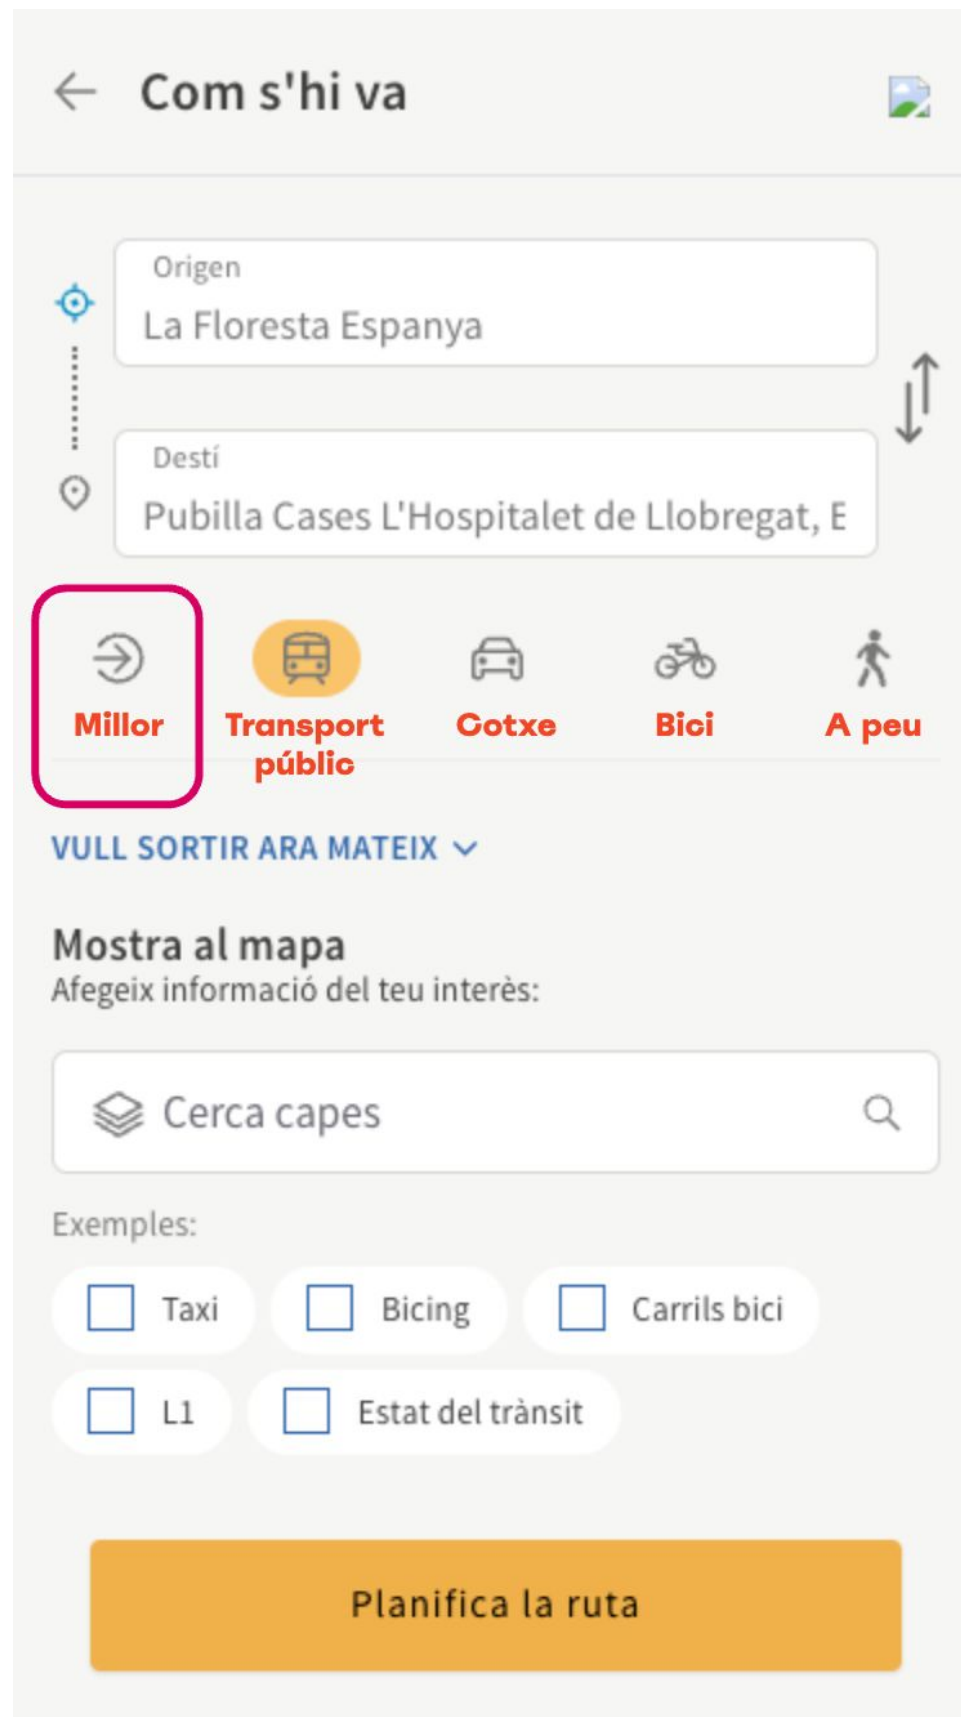 Com s'hi va
Origen
La Floresta Espanya
Destí
Pubilla Cases L'Hospitalet de Llobregat, E
Millor
Transport
públic
Cotxe
Bici
A peu
VULL SORTIR ARA MATEIX
Mostra al mapa
Afegeix informació del teu interès:
Cerca capes
Exemples:
Taxi
Bicing
Carrils bici
L1
Estat del trànsit
Planifica la ruta